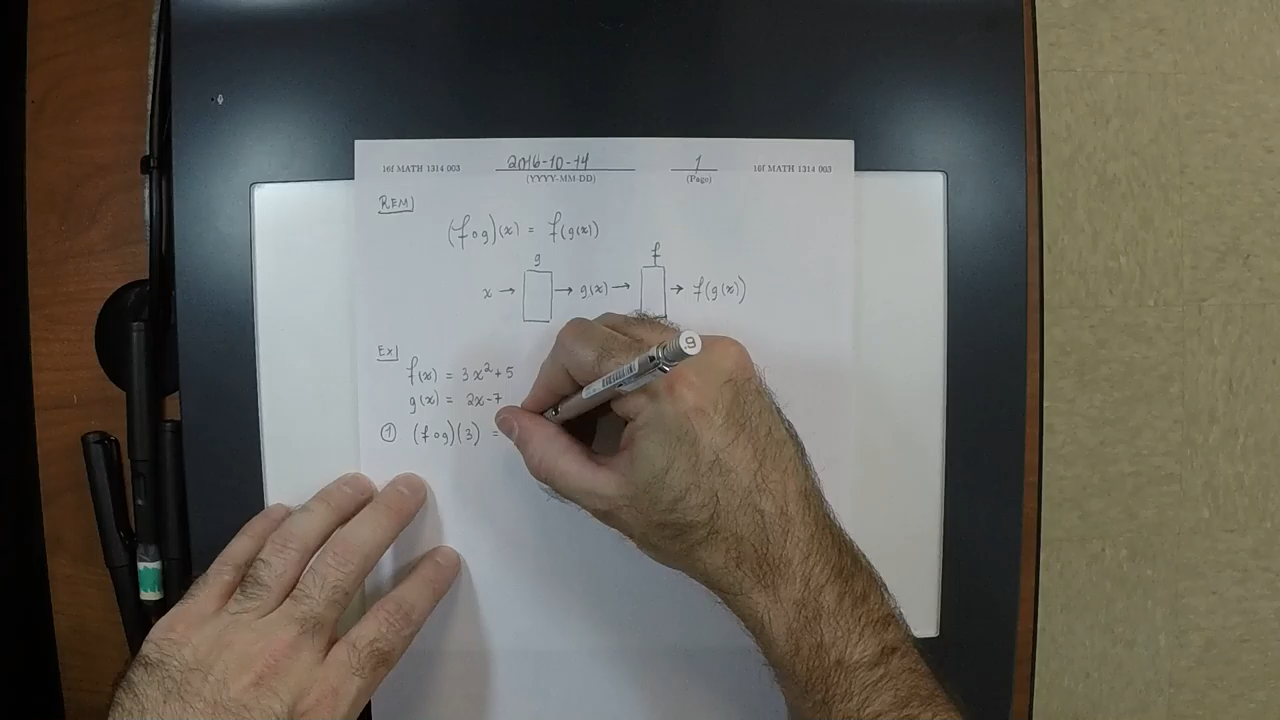 16f MATH 1314 003 2016-10-14 1 16f MATH 1314 003
(YYYY-MM-DD) (Page)
REM
(f∘g)(x) = f(g(x))
g f
x → → g(x) → → f(g(x))
Ex
f(x) = 3x²+5
g(x) = 2x-7
① (f∘g)(3) =
.9